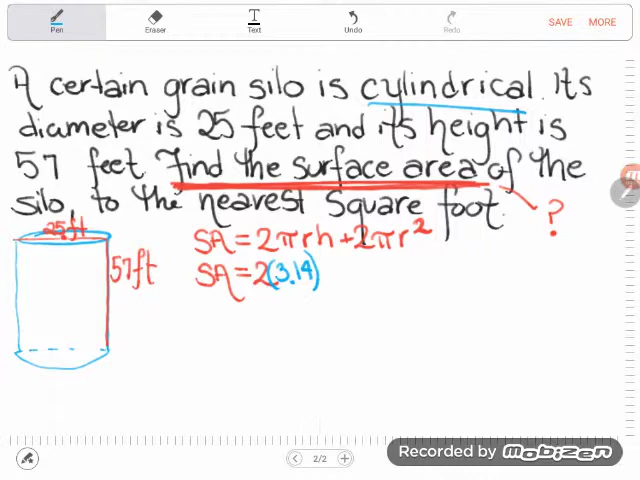 Pen
Eraser
Text
Undo
Redo
SAVE
MORE
A certain grain silo is cylindrical. Its
diameter is 25 feet and its height is
57 feet. Find the surface area of the
silo, to the nearest square foot.
?
25ft
57ft
SA = 2πrh + 2πr²
SA = 2(3.14)
2/2
Recorded by mobizen